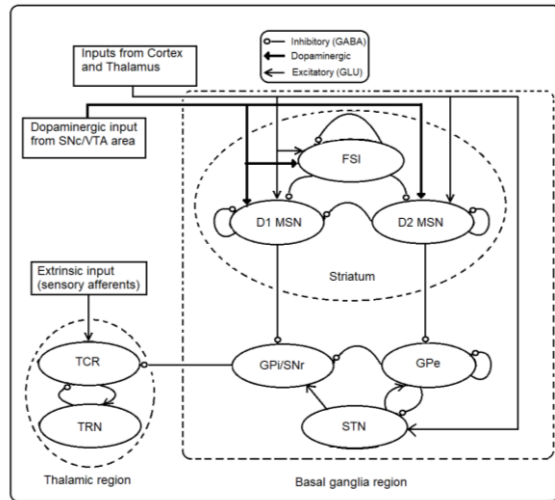 Inputs from Cortex
and Thalamus
Inhibitory (GABA)
Dopaminergic
Excitatory (GLU)
Dopaminergic input
from SNc/VTA area
FSI
D1 MSN
D2 MSN
Striatum
Extrinsic input
(sensory afferents)
TCR
GPi/SNr
GPe
TRN
STN
Thalamic region
Basal ganglia region